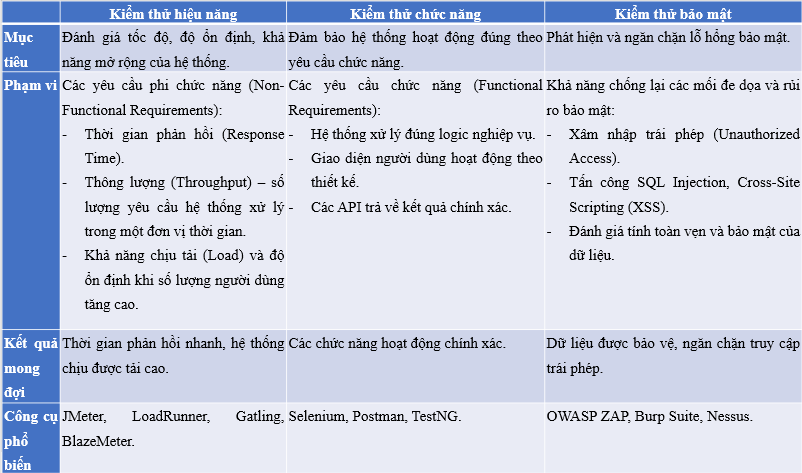 Kiểm thử hiệu năng
Kiểm thử chức năng
Kiểm thử bảo mật
Mục
tiêu
Đánh giá tốc độ, độ ổn định, khả
năng mở rộng của hệ thống.
Đảm bảo hệ thống hoạt động đúng theo
yêu cầu chức năng.
Phát hiện và ngăn chặn lỗ hổng bảo mật.
Phạm vi
Các yêu cầu phi chức năng (Non-
Functional Requirements):
- Thời gian phản hồi (Response
Time).
- Thông lượng (Throughput) – số
lượng yêu cầu hệ thống xử lý
trong một đơn vị thời gian.
- Khả năng chịu tải (Load) và độ
ổn định khi số lượng người dùng
tăng cao.
Các yêu cầu chức năng (Functional
Requirements):
- Hệ thống xử lý đúng logic nghiệp vụ.
- Giao diện người dùng hoạt động theo
thiết kế.
- Các API trả về kết quả chính xác.
Khả năng chống lại các mối đe dọa và rủi
ro bảo mật:
- Xâm nhập trái phép (Unauthorized
Access).
- Tấn công SQL Injection, Cross-Site
Scripting (XSS).
- Đánh giá tính toàn vẹn và bảo mật của
dữ liệu.
Kết quả
mong
đợi
Thời gian phản hồi nhanh, hệ thống
chịu được tải cao.
Các chức năng hoạt động chính xác.
Dữ liệu được bảo vệ, ngăn chặn truy cập
trái phép.
Công cụ
phổ
biến
JMeter, LoadRunner, Gatling,
BlazeMeter.
Selenium, Postman, TestNG.
OWASP ZAP, Burp Suite, Nessus.